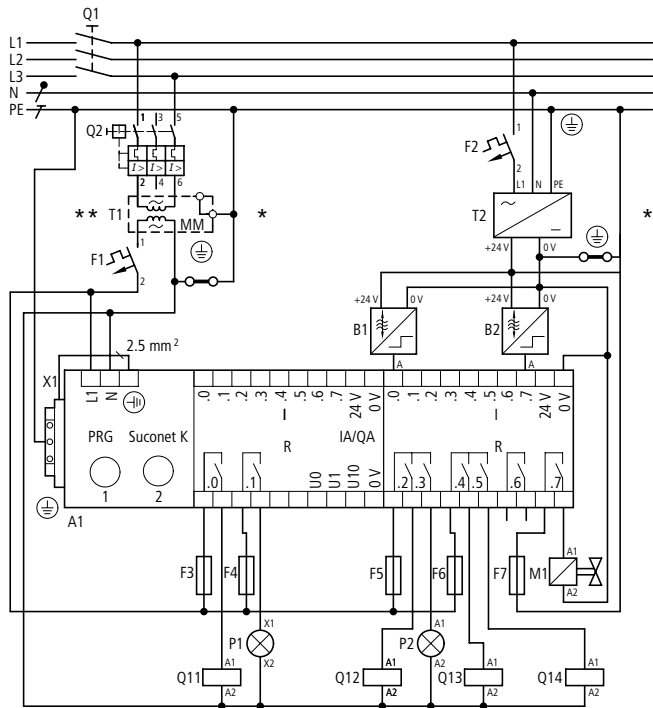 Q1
L1
L2
L3
N
PE
1 3 5
Q2
I> I> I>
2 4 6
F2
1
2
L1 N PE
* *
T1
MM
*
T2
*
F1
1
2
+24 V 0 V
+24 V 0 V
+24 V 0 V
B1
B2
A
A
2.5 mm²
X1
L1 N
.0 .1 .2 .3 .4 .5 .6 .7 24 V 0 V
.0 .1 .2 .3 .4 .5 .6 .7 24 V 0 V
I
I
PRG
Suconet K
R
IA/QA
R
1
2
.0
.1
U0 U1 U10 0 V
.2 .3
.4 .5
.6
.7
A1
F3
F4
F5
F6
F7
M1
A1
A2
P1
X1
X2
P2
A1
A2
Q11
A1
A2
Q12
A1
A2
Q13
A1
A2
Q14
A1
A2